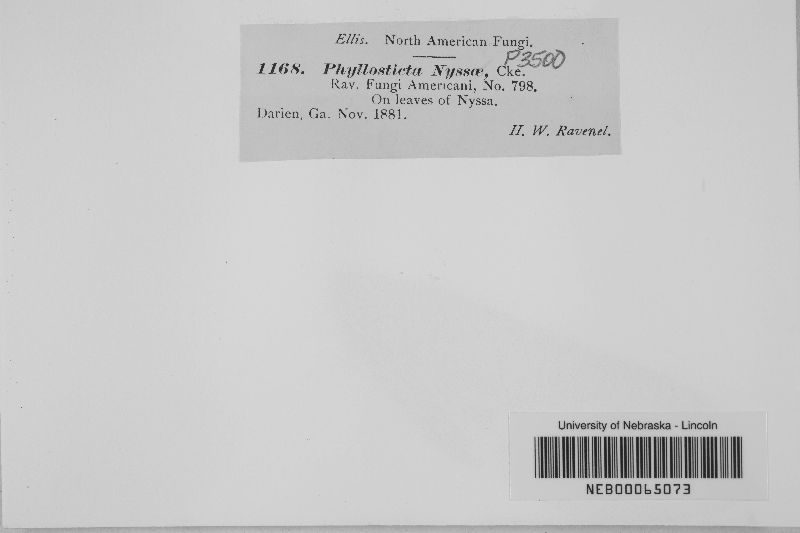 Ellis. North American Fungi.
P3500
1168. Phyllosticta Nyssæ, Cke.
Rav. Fungi Americani, No. 798.
On leaves of Nyssa.
Darien, Ga. Nov. 1881.
H. W. Ravenel.
University of Nebraska - Lincoln
NEB00065073